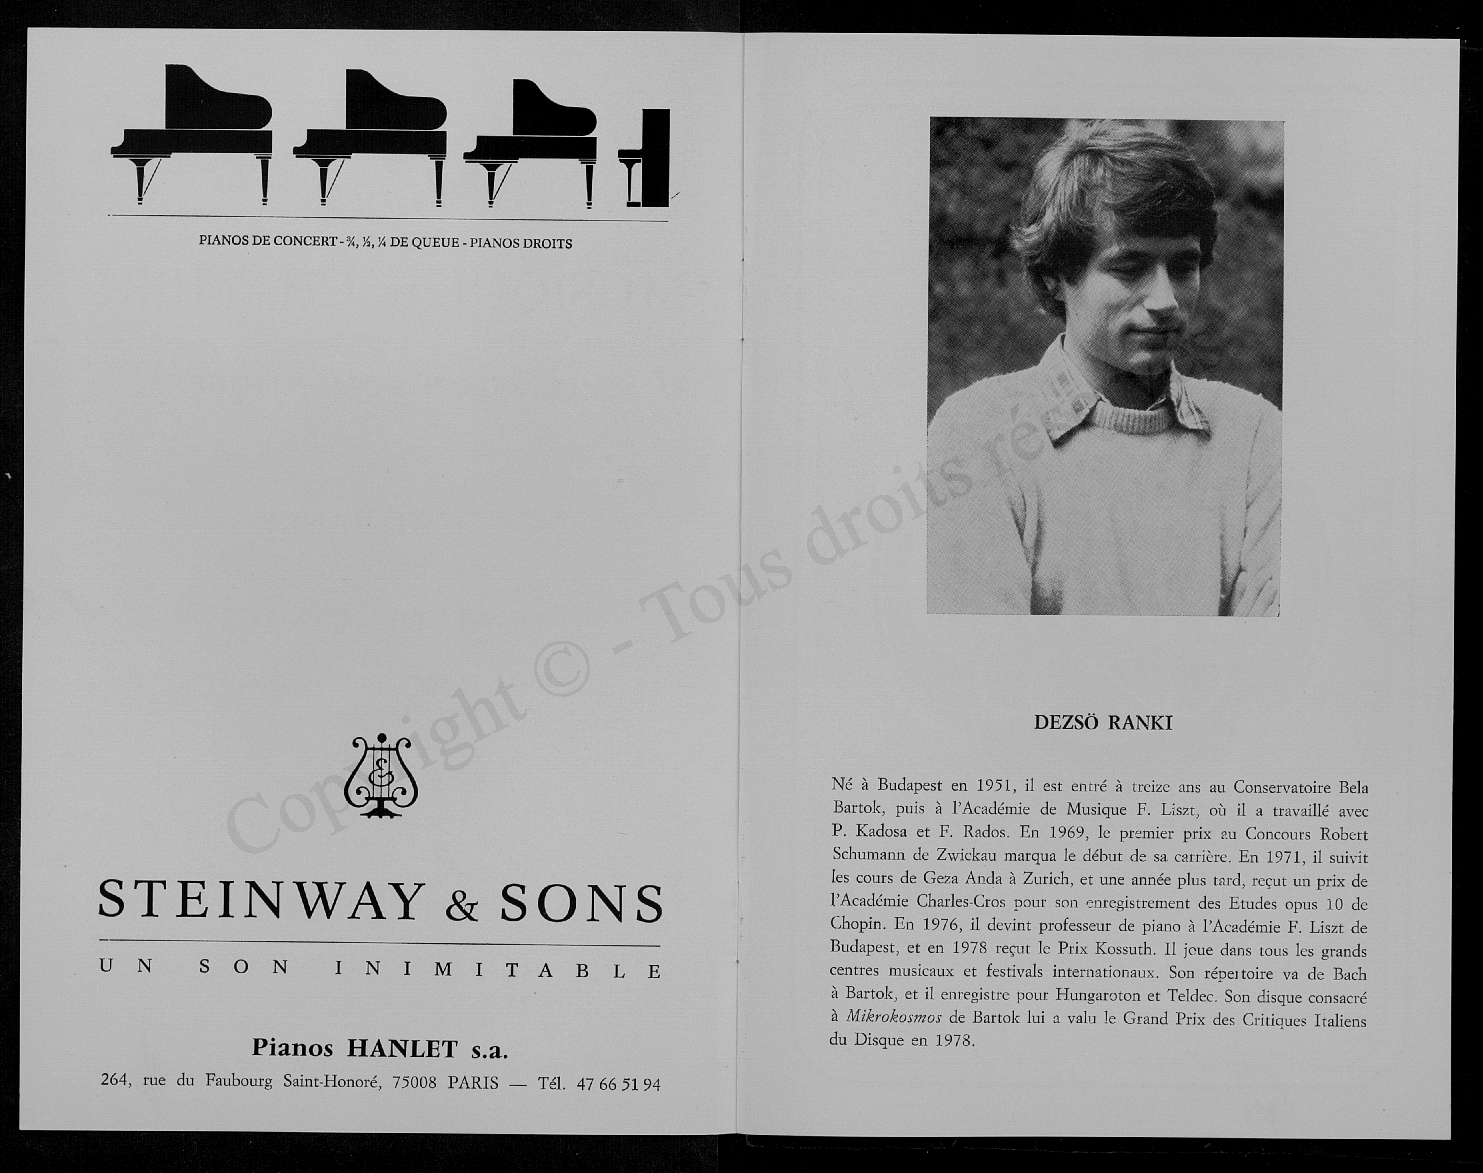 PIANOS DE CONCERT - ¾, ½, ¼ DE QUEUE - PIANOS DROITS
&
STEINWAY & SONS
UN SON INIMITABLE
Pianos HANLET s.a.
264, rue du Faubourg Saint-Honoré, 75008 PARIS — Tél. 47 66 51 94
Copyright © - Tous droits rés
DEZSÖ RANKI
Né à Budapest en 1951, il est entré à treize ans au Conservatoire Bela
Bartok, puis à l'Académie de Musique F. Liszt, où il a travaillé avec
P. Kadosa et F. Rados. En 1969, le premier prix au Concours Robert
Schumann de Zwickau marqua le début de sa carrière. En 1971, il suivit
les cours de Geza Anda à Zurich, et une année plus tard, reçut un prix de
l'Académie Charles-Cros pour son enregistrement des Etudes opus 10 de
Chopin. En 1976, il devint professeur de piano à l'Académie F. Liszt de
Budapest, et en 1978 reçut le Prix Kossuth. Il joue dans tous les grands
centres musicaux et festivals internationaux. Son répertoire va de Bach
à Bartok, et il enregistre pour Hungaroton et Teldec. Son disque consacré
à Mikrokosmos de Bartok lui a valu le Grand Prix des Critiques Italiens
du Disque en 1978.